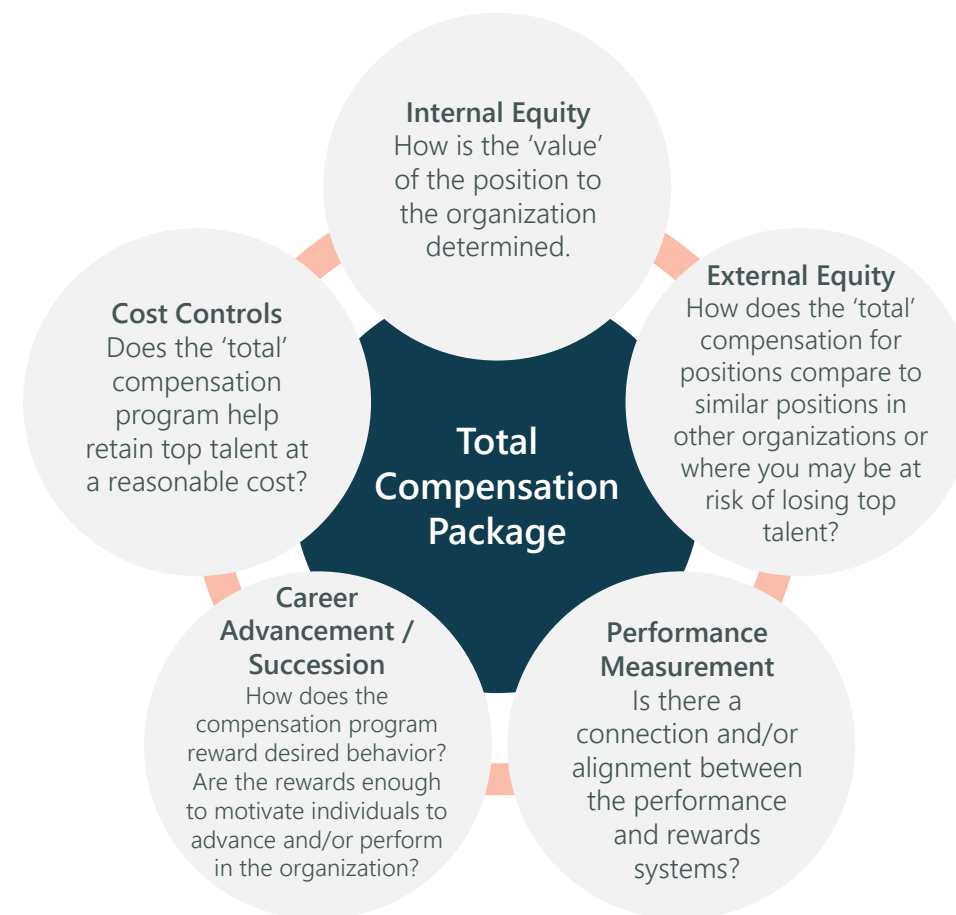 Internal Equity
How is the ‘value’
of the position to
the organization
determined.
External Equity
How does the ‘total’
compensation for
positions compare to
similar positions in
other organizations or
where you may be at
risk of losing top
talent?
Performance
Measurement
Is there a
connection and/or
alignment between
the performance
and rewards
systems?
Career
Advancement /
Succession
How does the
compensation program
reward desired behavior?
Are the rewards enough
to motivate individuals to
advance and/or perform
in the organization?
Cost Controls
Does the ‘total’
compensation
program help
retain top talent at
a reasonable cost?
Total
Compensation
Package